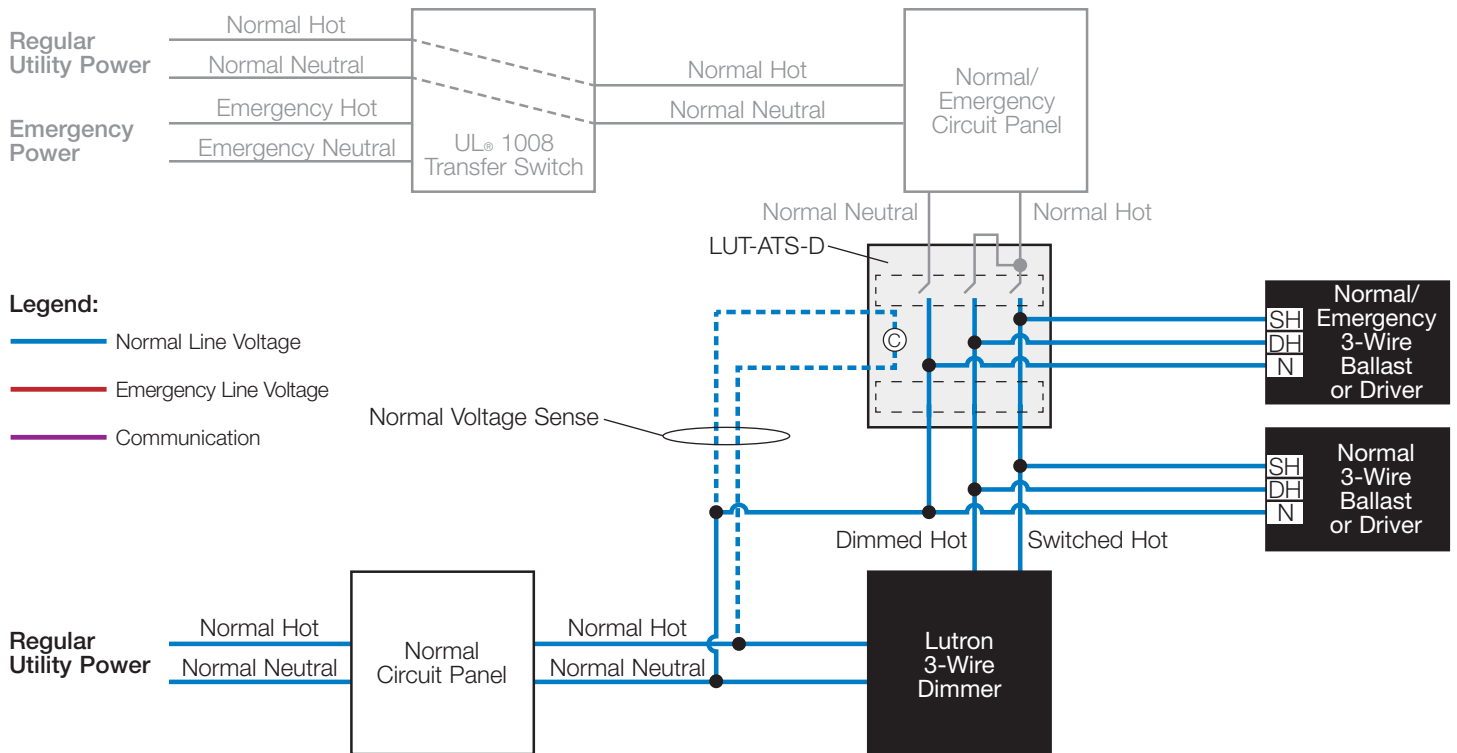 Regular
Utility Power
Normal Hot
Normal Neutral
Emergency
Power
Emergency Hot
Emergency Neutral
UL® 1008
Transfer Switch
Normal Hot
Normal Neutral
Normal/
Emergency
Circuit Panel
Normal Neutral
Normal Hot
LUT-ATS-D
C
Legend:
Normal Line Voltage
Emergency Line Voltage
Communication
Normal Voltage Sense
SH
DH
N
Normal/
Emergency
3-Wire
Ballast
or Driver
SH
DH
N
Normal
3-Wire
Ballast
or Driver
Dimmed Hot
Switched Hot
Regular
Utility Power
Normal Hot
Normal Neutral
Normal
Circuit Panel
Normal Hot
Normal Neutral
Lutron
3-Wire
Dimmer